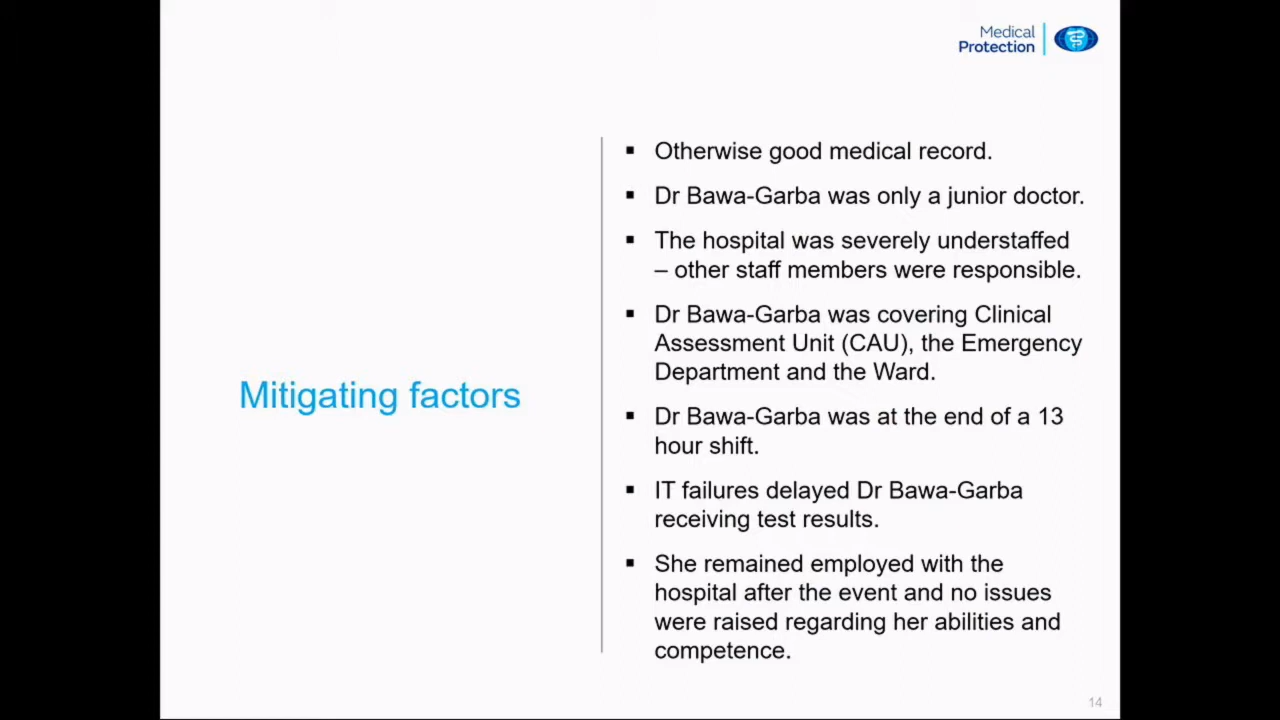 Medical
Protection
Mitigating factors
▪ Otherwise good medical record.
▪ Dr Bawa-Garba was only a junior doctor.
▪ The hospital was severely understaffed
– other staff members were responsible.
▪ Dr Bawa-Garba was covering Clinical
Assessment Unit (CAU), the Emergency
Department and the Ward.
▪ Dr Bawa-Garba was at the end of a 13
hour shift.
▪ IT failures delayed Dr Bawa-Garba
receiving test results.
▪ She remained employed with the
hospital after the event and no issues
were raised regarding her abilities and
competence.
14